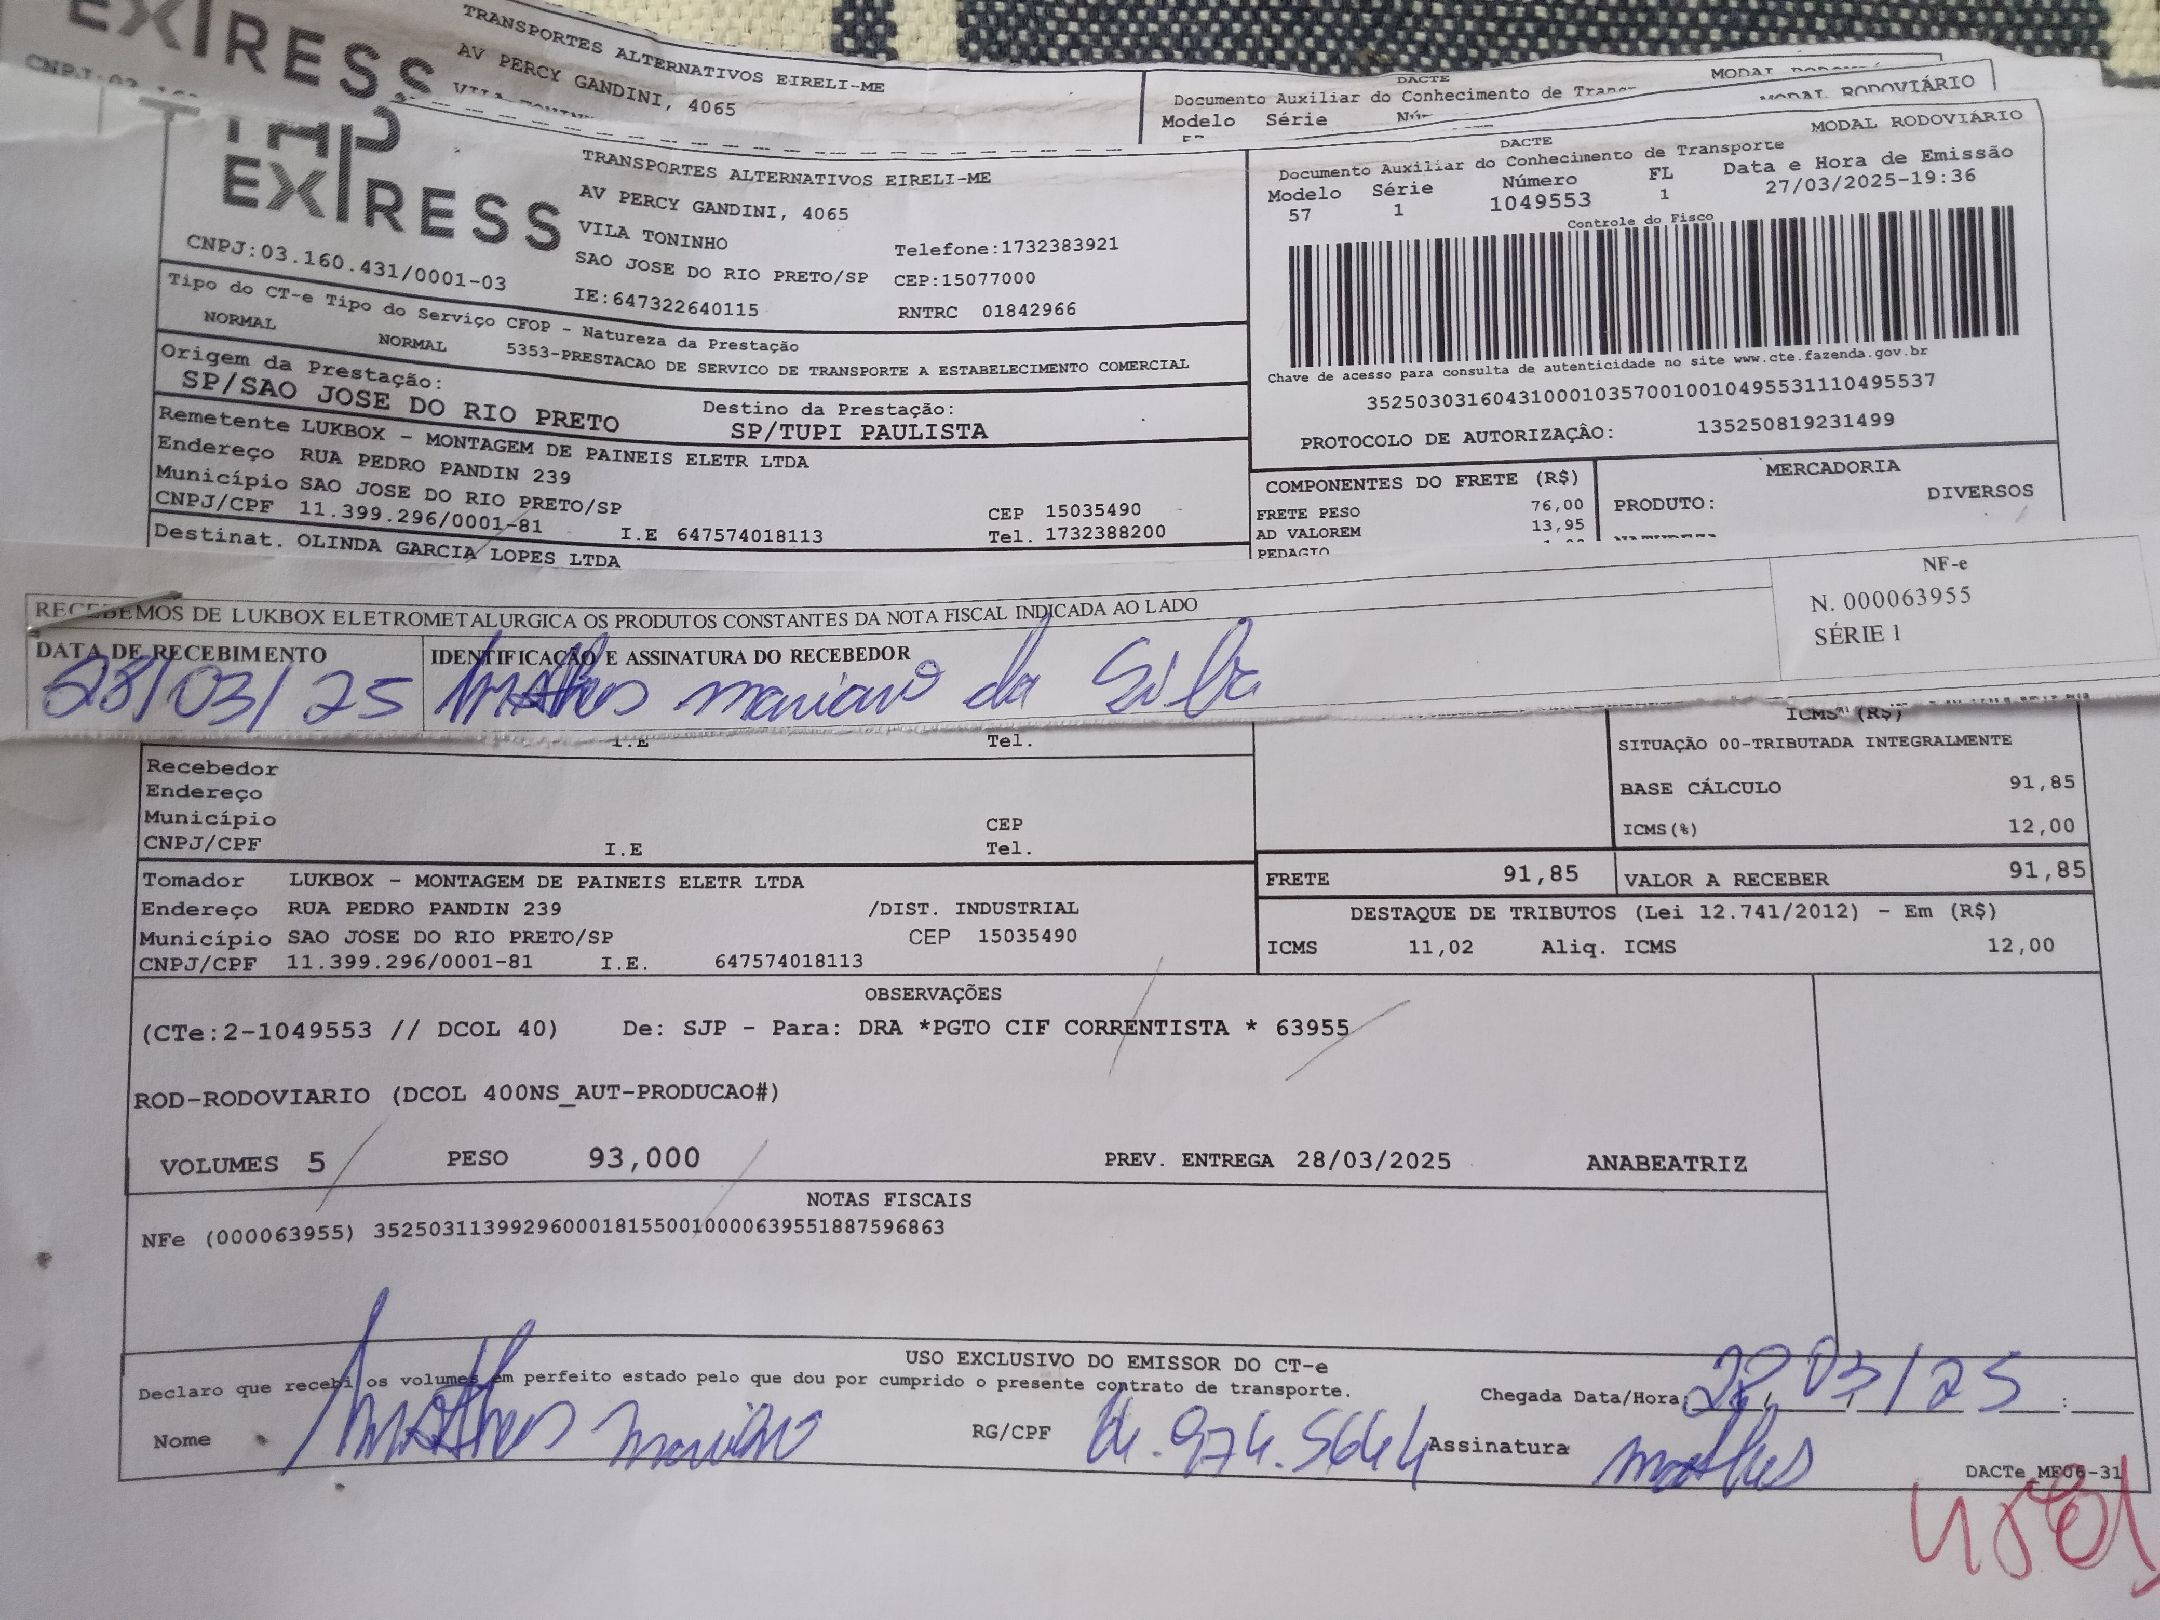 EXPRESS
TRANSPORTES ALTERNATIVOS EIRELI-ME
AV PERCY GANDINI, 4065
DACTE
MODAL
Documento Auxiliar do Conhecimento de
Modelo Série
MODAL RODOVIÁRIO
EXPRESS
CNPJ:03.160.431/0001-03
TRANSPORTES ALTERNATIVOS EIRELI-ME
AV PERCY GANDINI, 4065
VILA TONINHO
Telefone:1732383921
SAO JOSE DO RIO PRETO/SP CEP:15077000
IE:647322640115
RNTRC 01842966
DACTE
MODAL RODOVIÁRIO
Documento Auxiliar do Conhecimento de Transporte
Modelo Série Número FL Data e Hora de Emissão
57 1 1049553 1 27/03/2025-19:36
Controle do Fisco
Chave de acesso para consulta de autenticidade no site www.cte.fazenda.gov.br
35250303160431000103570010010495531110495537
PROTOCOLO DE AUTORIZAÇÂO: 135250819231499
Tipo do CT-e Tipo do Serviço CFOP - Natureza da Prestação
NORMAL NORMAL 5353-PRESTACAO DE SERVICO DE TRANSPORTE A ESTABELECIMENTO COMERCIAL
Origem da Prestação:
SP/SAO JOSE DO RIO PRETO
Destino da Prestação:
SP/TUPI PAULISTA
Remetente LUKBOX - MONTAGEM DE PAINEIS ELETR LTDA
Endereço RUA PEDRO PANDIN 239
Município SAO JOSE DO RIO PRETO/SP CEP 15035490
CNPJ/CPF 11.399.296/0001-81 I.E 647574018113 Tel. 1732388200
Destinat. OLINDA GARCIA LOPES LTDA
COMPONENTES DO FRETE (R$)
FRETE PESO 76,00
AD VALOREM 13,95
PEDAGIO
MERCADORIA
PRODUTO: DIVERSOS
RECEBEMOS DE LUKBOX ELETROMETALURGICA OS PRODUTOS CONSTANTES DA NOTA FISCAL INDICADA AO LADO
NF-e
N. 000063955
SÉRIE 1
DATA DE RECEBIMENTO
IDENTIFICAÇÃO E ASSINATURA DO RECEBEDOR
28/03/25 Matheus mariano da Silva
I.E Tel.
Recebedor
Endereço
Município CEP
CNPJ/CPF I.E Tel.
ICMS (R$)
SITUAÇÃO 00-TRIBUTADA INTEGRALMENTE
BASE CÁLCULO 91,85
ICMS(%) 12,00
Tomador LUKBOX - MONTAGEM DE PAINEIS ELETR LTDA
Endereço RUA PEDRO PANDIN 239 /DIST. INDUSTRIAL
Município SAO JOSE DO RIO PRETO/SP CEP 15035490
CNPJ/CPF 11.399.296/0001-81 I.E. 647574018113
FRETE 91,85 VALOR A RECEBER 91,85
DESTAQUE DE TRIBUTOS (Lei 12.741/2012) - Em (R$)
ICMS 11,02 Aliq. ICMS 12,00
OBSERVAÇÕES
(CTe:2-1049553 // DCOL 40) De: SJP - Para: DRA *PGTO CIF CORRENTISTA * 63955
ROD-RODOVIARIO (DCOL 400NS_AUT-PRODUCAO#)
VOLUMES 5 PESO 93,000 PREV. ENTREGA 28/03/2025 ANABEATRIZ
NOTAS FISCAIS
NFe (000063955) 35250311399296000181550010000639551887596863
USO EXCLUSIVO DO EMISSOR DO CT-e
Declaro que recebi os volumes em perfeito estado pelo que dou por cumprido o presente contrato de transporte.
Chegada Data/Hora: 28/03/25 :
Nome Matheus mariano RG/CPF Assinatura Matheus
DACTe_ME06-31